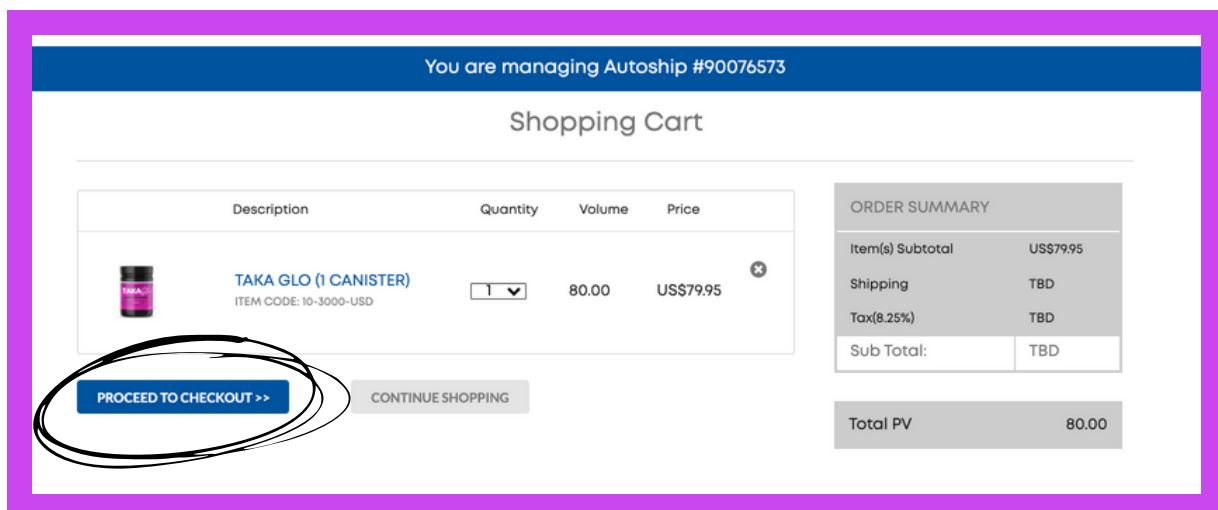 You are managing Autoship #90076573
Shopping Cart
Description Quantity Volume Price
TAKA GLO (1 CANISTER) 1 80.00 US$79.95
ITEM CODE: 10-3000-USD
TAKA
PROCEED TO CHECKOUT >> CONTINUE SHOPPING
ORDER SUMMARY
Item(s) Subtotal US$79.95
Shipping TBD
Tax(8.25%) TBD
Sub Total: TBD
Total PV 80.00